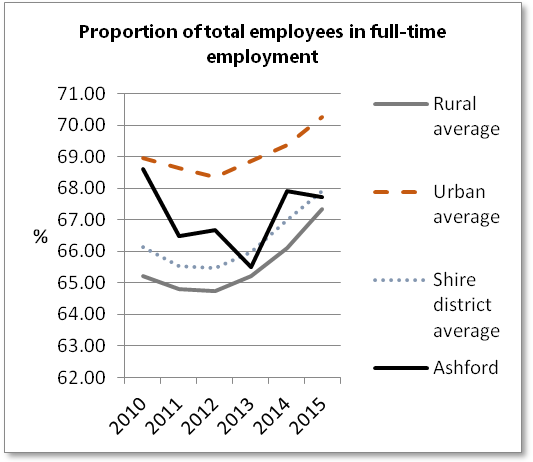 Proportion of total employees in full-time
employment
71.00
70.00
69.00
68.00
67.00
66.00
65.00
64.00
63.00
62.00
%
2010
2011
2012
2013
2014
2015
Rural
average
Urban
average
Shire
district
average
Ashford